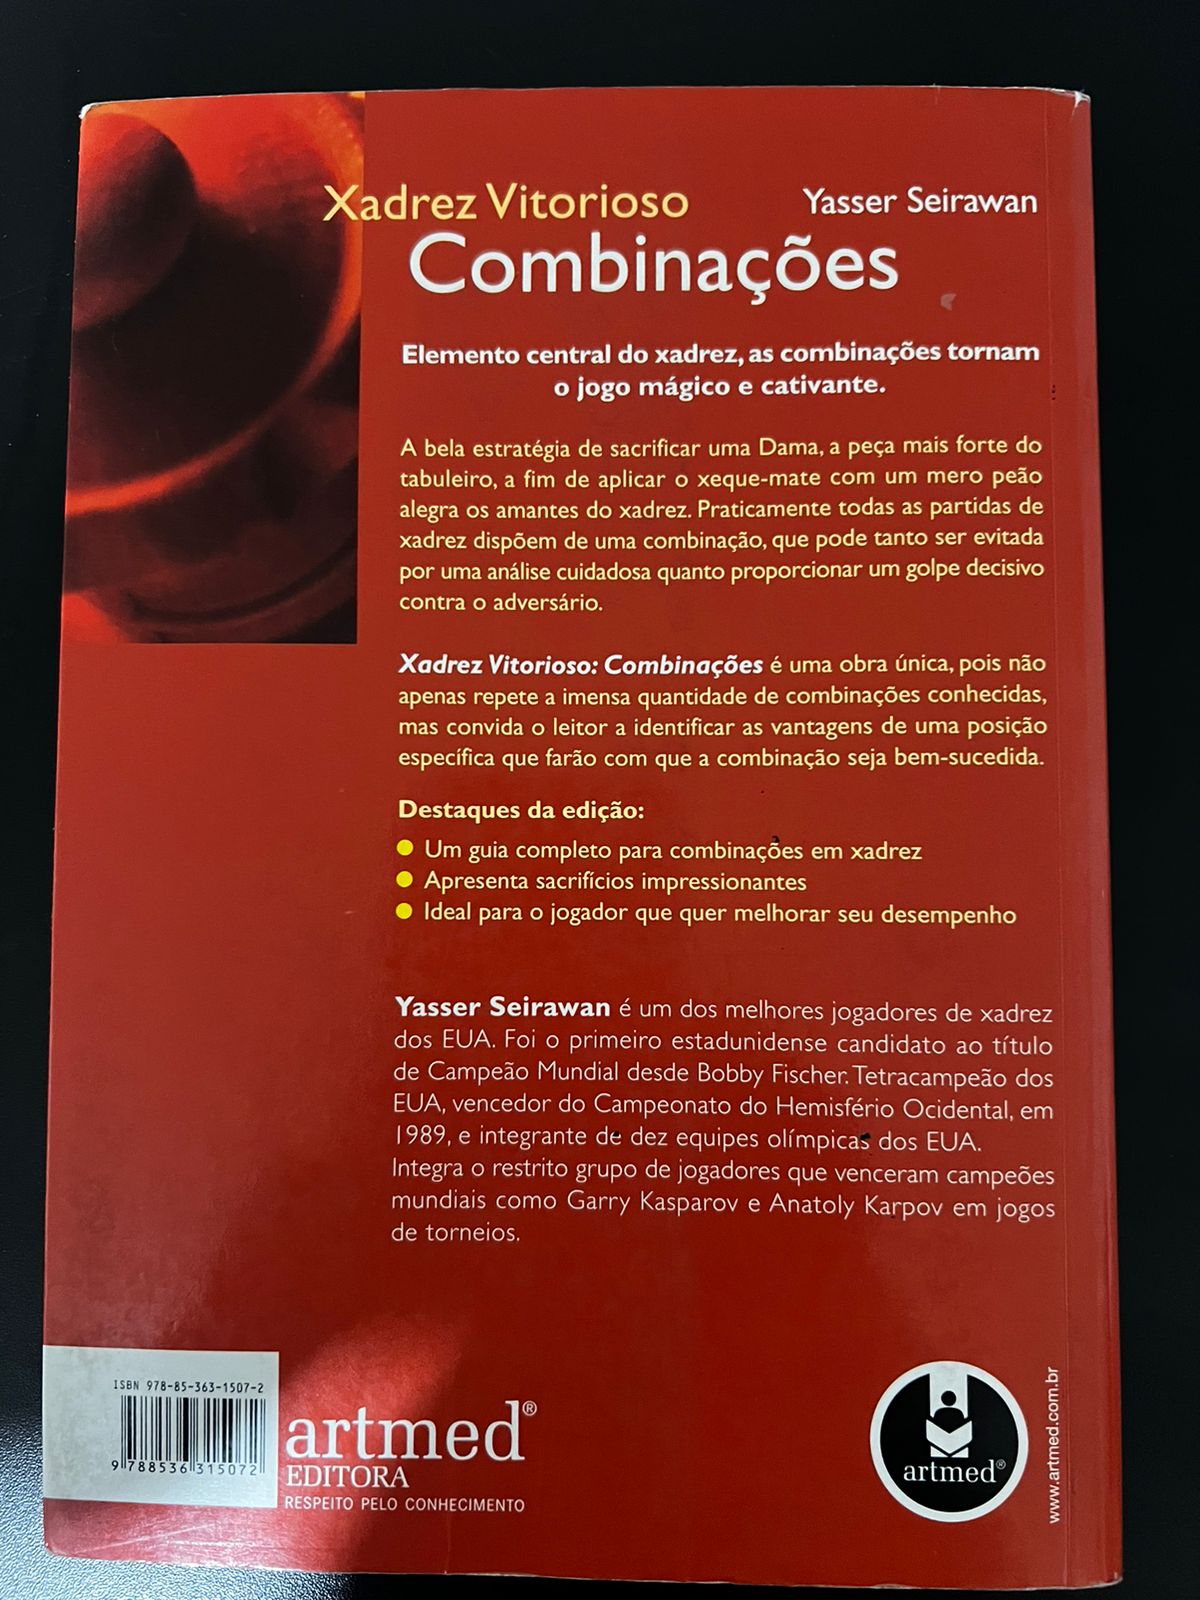 Xadrez Vitorioso
Yasser Seirawan
Combinações
Elemento central do xadrez, as combinações tornam
o jogo mágico e cativante.
A bela estratégia de sacrificar uma Dama, a peça mais forte do
tabuleiro, a fim de aplicar o xeque-mate com um mero peão
alegra os amantes do xadrez. Praticamente todas as partidas de
xadrez dispõem de uma combinação, que pode tanto ser evitada
por uma análise cuidadosa quanto proporcionar um golpe decisivo
contra o adversário.
Xadrez Vitorioso: Combinações é uma obra única, pois não
apenas repete a imensa quantidade de combinações conhecidas,
mas convida o leitor a identificar as vantagens de uma posição
específica que farão com que a combinação seja bem-sucedida.
Destaques da edição:
● Um guia completo para combinações em xadrez
● Apresenta sacrifícios impressionantes
● Ideal para o jogador que quer melhorar seu desempenho
Yasser Seirawan é um dos melhores jogadores de xadrez
dos EUA. Foi o primeiro estadunidense candidato ao título
de Campeão Mundial desde Bobby Fischer. Tetracampeão dos
EUA, vencedor do Campeonato do Hemisfério Ocidental, em
1989, e integrante de dez equipes olímpicas dos EUA.
Integra o restrito grupo de jogadores que venceram campeões
mundiais como Garry Kasparov e Anatoly Karpov em jogos
de torneios.
ISBN 978-85-363-1507-2
9 788536 315072
artmed®
EDITORA
RESPEITO PELO CONHECIMENTO
artmed®
www.artmed.com.br